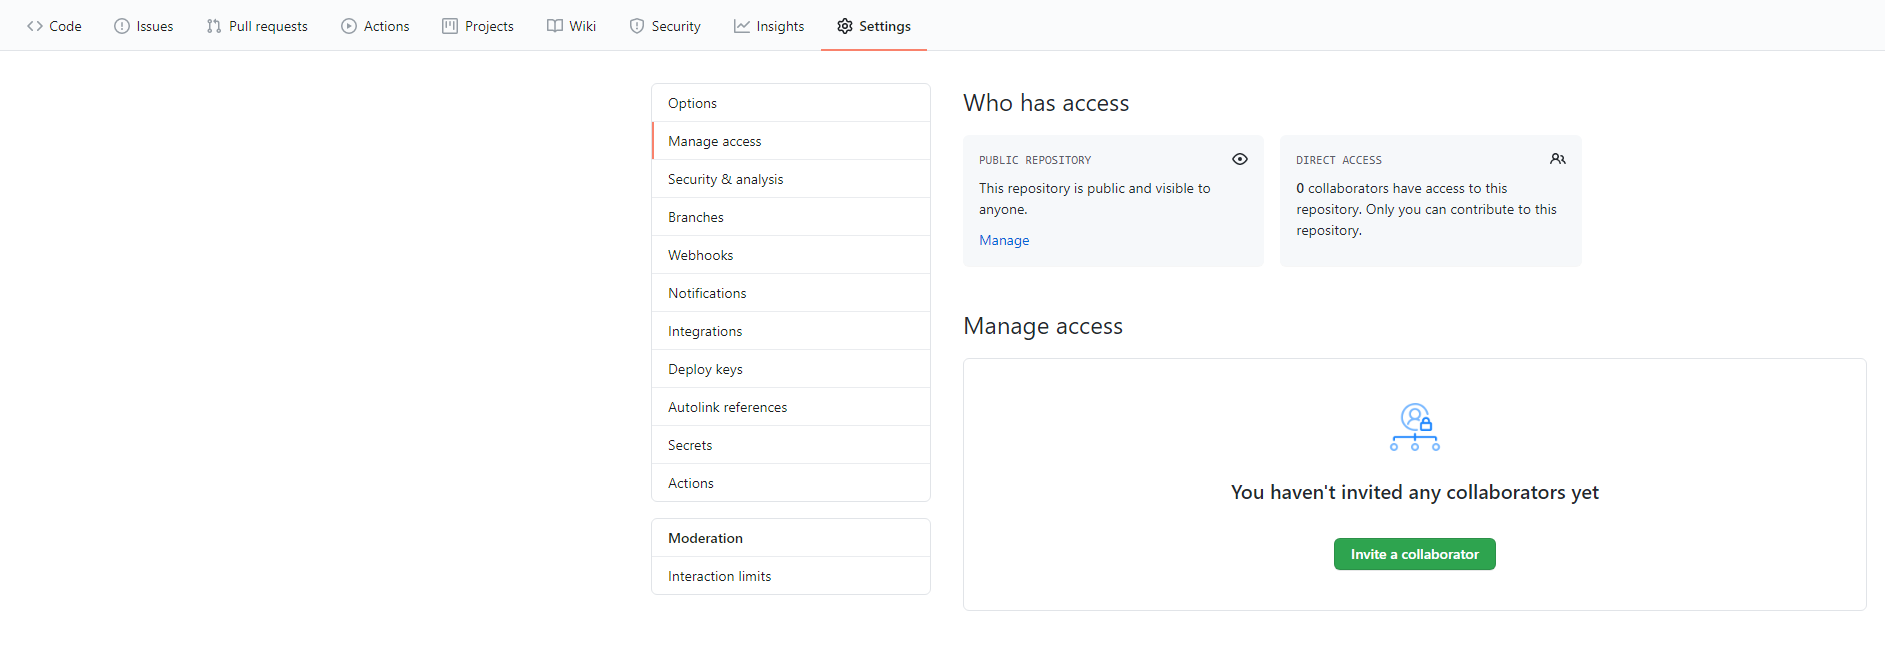 Code Issues Pull requests Actions Projects Wiki Security Insights Settings
Options
Manage access
Security & analysis
Branches
Webhooks
Notifications
Integrations
Deploy keys
Autolink references
Secrets
Actions
Moderation
Interaction limits
Who has access
PUBLIC REPOSITORY
This repository is public and visible to
anyone.
Manage
DIRECT ACCESS
0 collaborators have access to this
repository. Only you can contribute to this
repository.
Manage access
You haven't invited any collaborators yet
Invite a collaborator